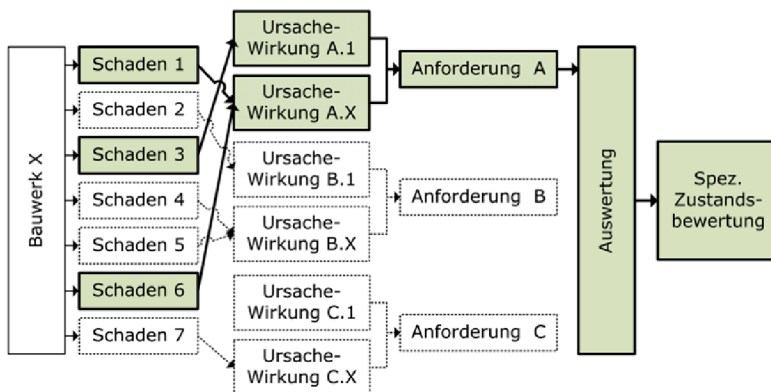 Bauwerk X
Schaden 1
Schaden 2
Schaden 3
Schaden 4
Schaden 5
Schaden 6
Schaden 7
Ursache-
Wirkung A.1
Ursache-
Wirkung A.X
Ursache-
Wirkung B.1
Ursache-
Wirkung B.X
Ursache-
Wirkung C.1
Ursache-
Wirkung C.X
Anforderung A
Anforderung B
Anforderung C
Auswertung
Spez.
Zustands-
bewertung